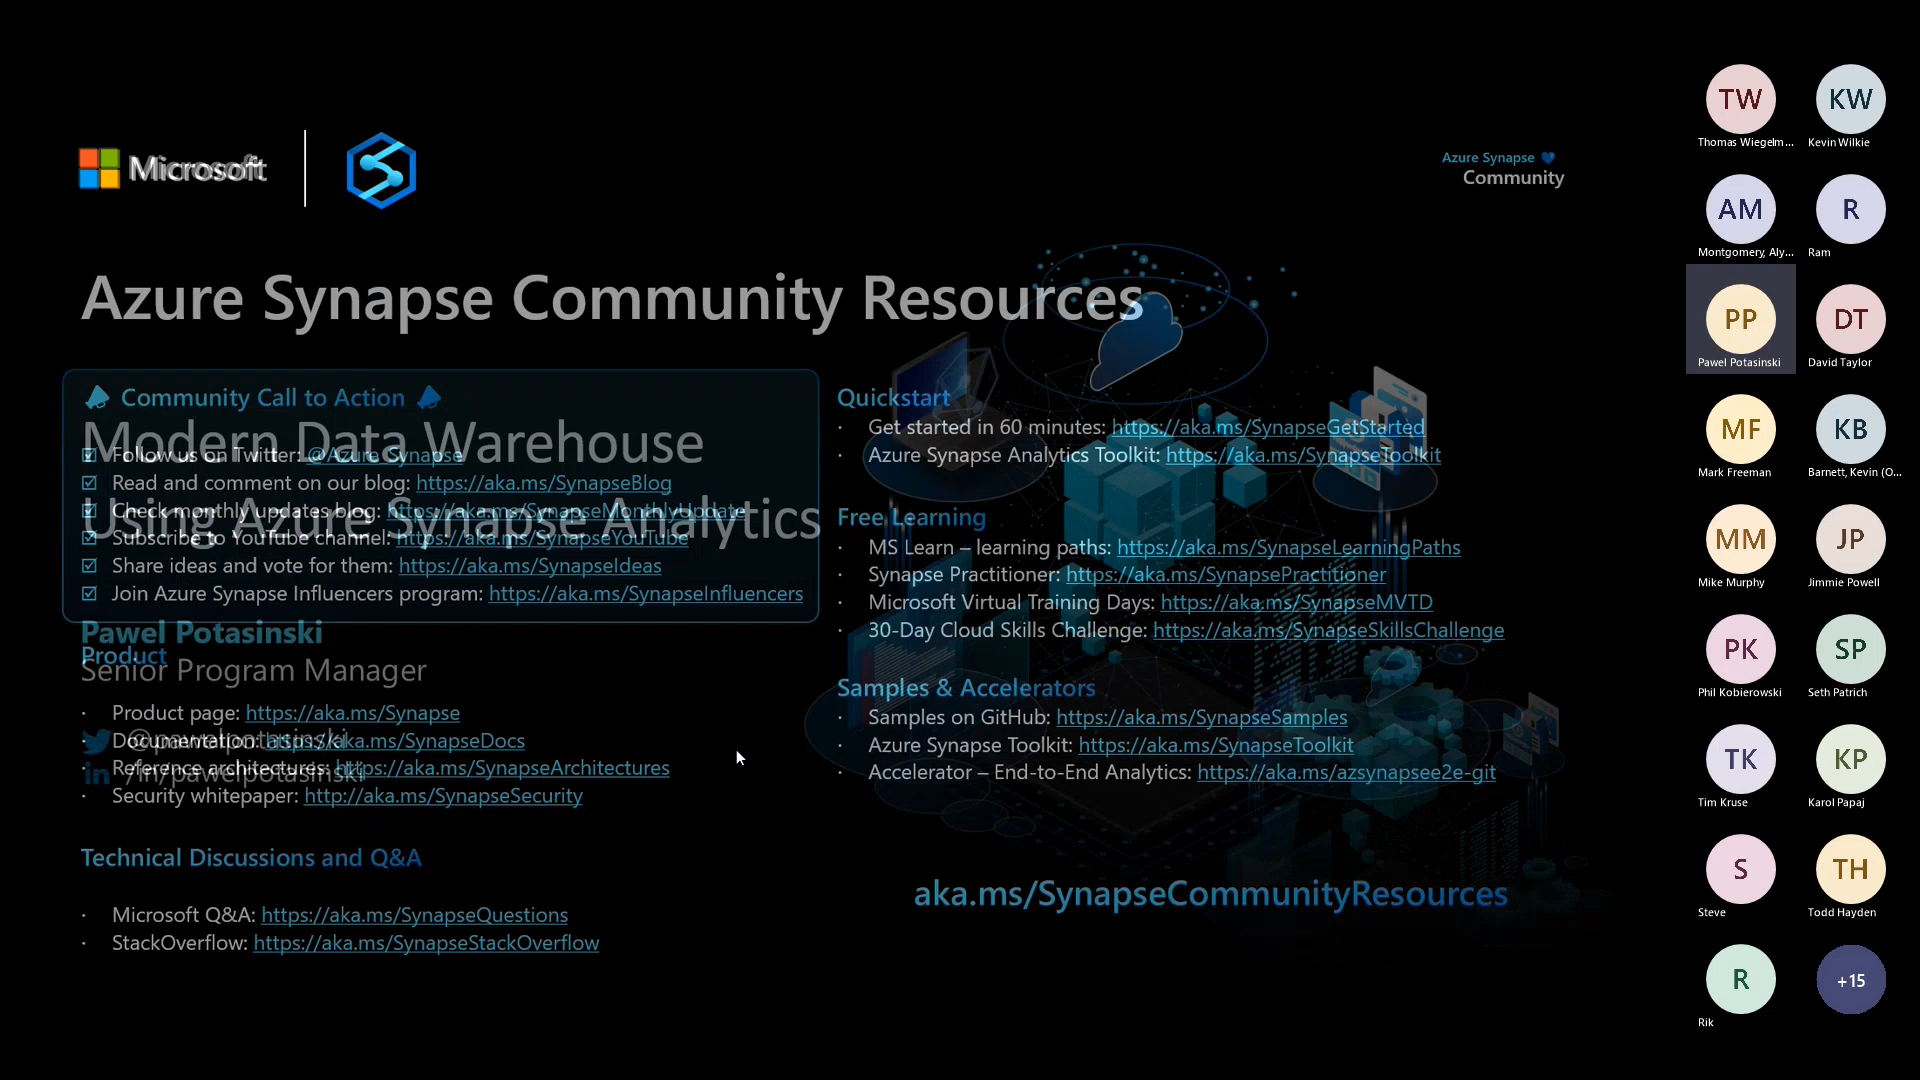 Microsoft
Azure Synapse
Community
Azure Synapse Community Resources
Modern Data Warehouse
Using Azure Synapse Analytics
Pawel Potasinski
Senior Program Manager
@pawelpotasinski
/in/pawelpotasinski
Community Call to Action
Follow us on Twitter: @Azure_Synapse
Read and comment on our blog: https://aka.ms/SynapseBlog
Check monthly updates blog: https://aka.ms/SynapseMonthlyUpdate
Subscribe to YouTube channel: https://aka.ms/SynapseYouTube
Share ideas and vote for them: https://aka.ms/SynapseIdeas
Join Azure Synapse Influencers program: https://aka.ms/SynapseInfluencers
Product
Product page: https://aka.ms/Synapse
Documentation: https://aka.ms/SynapseDocs
Reference architectures: https://aka.ms/SynapseArchitectures
Security whitepaper: http://aka.ms/SynapseSecurity
Technical Discussions and Q&A
Microsoft Q&A: https://aka.ms/SynapseQuestions
StackOverflow: https://aka.ms/SynapseStackOverflow
Quickstart
Get started in 60 minutes: https://aka.ms/SynapseGetStarted
Azure Synapse Analytics Toolkit: https://aka.ms/SynapseToolkit
Free Learning
MS Learn – learning paths: https://aka.ms/SynapseLearningPaths
Synapse Practitioner: https://aka.ms/SynapsePractitioner
Microsoft Virtual Training Days: https://aka.ms/SynapseMVTD
30-Day Cloud Skills Challenge: https://aka.ms/SynapseSkillsChallenge
Samples & Accelerators
Samples on GitHub: https://aka.ms/SynapseSamples
Azure Synapse Toolkit: https://aka.ms/SynapseToolkit
Accelerator – End-to-End Analytics: https://aka.ms/azsynapsee2e-git
aka.ms/SynapseCommunityResources
TW
Thomas Wiegelm...
KW
Kevin Wilkie
AM
Montgomery, Aly...
R
Ram
PP
Pawel Potasinski
DT
David Taylor
MF
Mark Freeman
KB
Barnett, Kevin (O...
MM
Mike Murphy
JP
Jimmie Powell
PK
Phil Kobierowski
SP
Seth Patrich
TK
Tim Kruse
KP
Karol Papaj
S
Steve
TH
Todd Hayden
R
Rik
+15